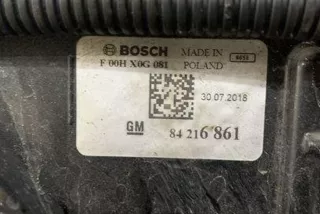 BOSCH MADE IN
F 00H X0G 081 POLAND
30.07.2018
GM 84 216 861